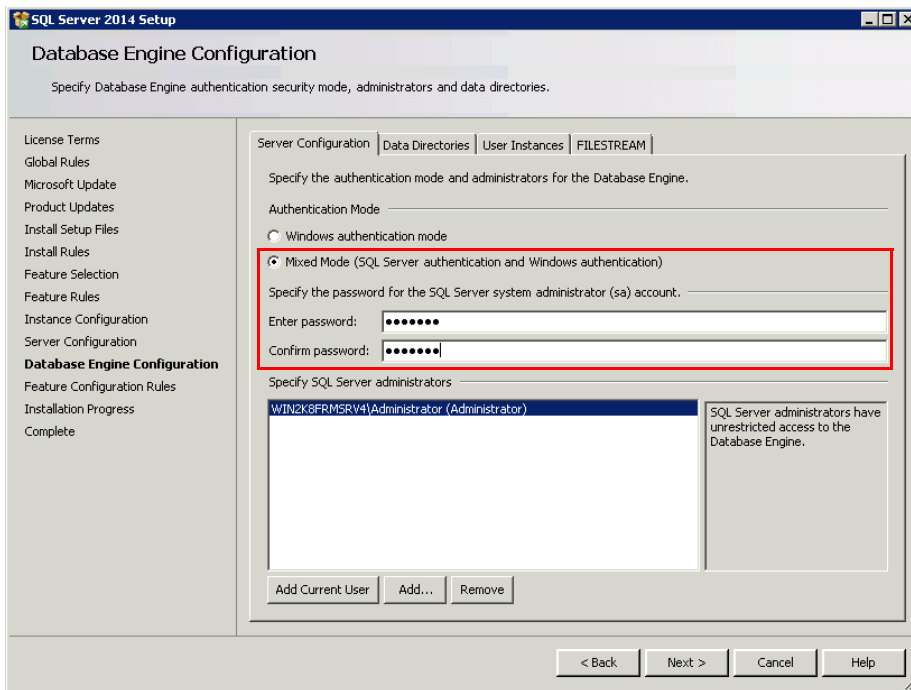 SQL Server 2014 Setup
Database Engine Configuration
Specify Database Engine authentication security mode, administrators and data directories.
License Terms
Global Rules
Microsoft Update
Product Updates
Install Setup Files
Install Rules
Feature Selection
Feature Rules
Instance Configuration
Server Configuration
Database Engine Configuration
Feature Configuration Rules
Installation Progress
Complete
Server Configuration
Data Directories
User Instances
FILESTREAM
Specify the authentication mode and administrators for the Database Engine.
Authentication Mode
Windows authentication mode
Mixed Mode (SQL Server authentication and Windows authentication)
Specify the password for the SQL Server system administrator (sa) account.
Enter password: ●●●●●●●
Confirm password: ●●●●●●●
Specify SQL Server administrators
WIN2K8FRMSRV4\Administrator (Administrator)
SQL Server administrators have
unrestricted access to the
Database Engine.
Add Current User
Add...
Remove
< Back
Next >
Cancel
Help